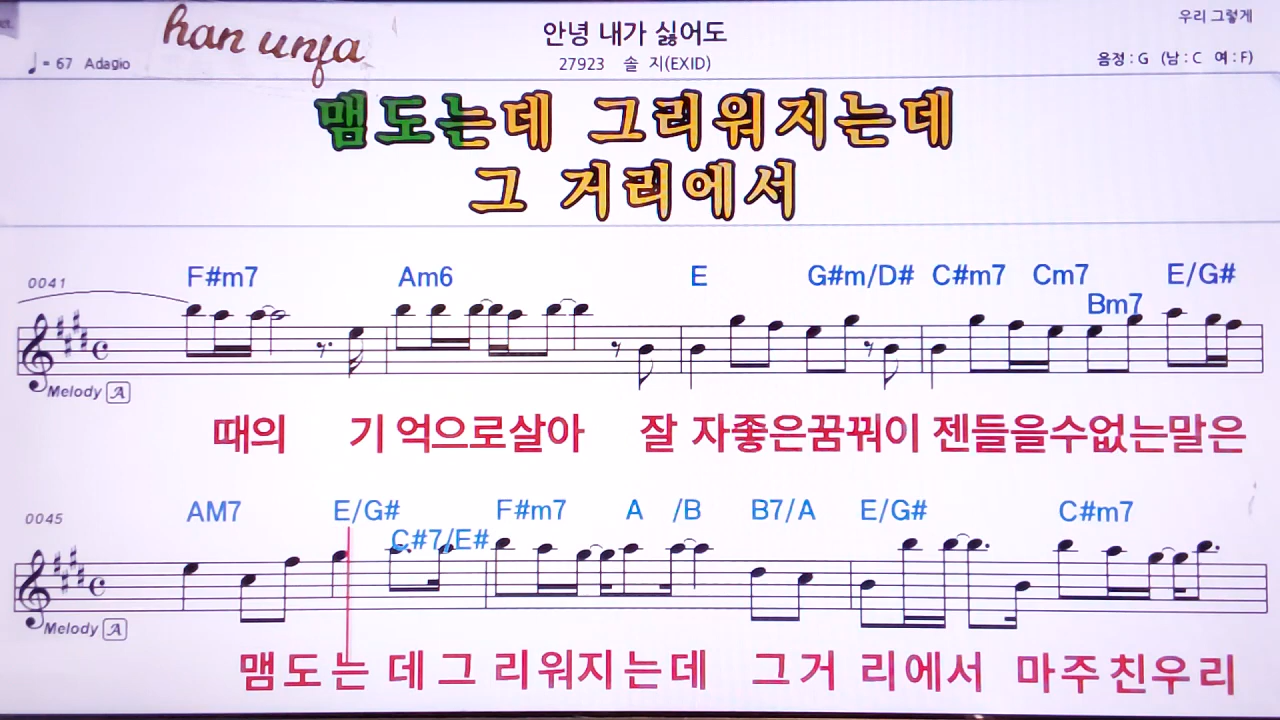 han unja
우리 그렇게
안녕 내가 싫어도
♩= 67 Adagio
27923 솔 지(EXID)
음정 : G (남 : C 여 : F)
맴도는데 그리워지는데
그 거리에서
0041
F#m7 Am6 E G#m/D# C#m7 Cm7 Bm7 E/G#
Melody A
때의 기 억으로살아 잘 자좋은꿈꿔이 젠들을수없는말은
0045
AM7 E/G# C#7/E# F#m7 A /B B7/A E/G# C#m7
Melody A
맴도는 데그 리워지는데 그거 리에서 마주친우리